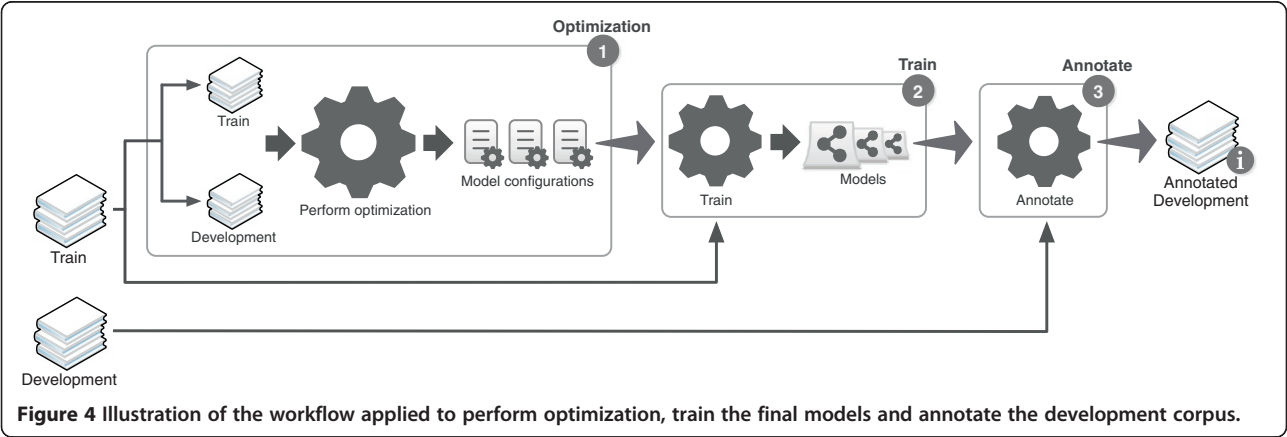 Optimization
1
Train
2
Annotate
3
Train
Development
Perform optimization
Model configurations
Train
Models
Annotate
i
Annotated
Development
Train
Development
Figure 4 Illustration of the workflow applied to perform optimization, train the final models and annotate the development corpus.